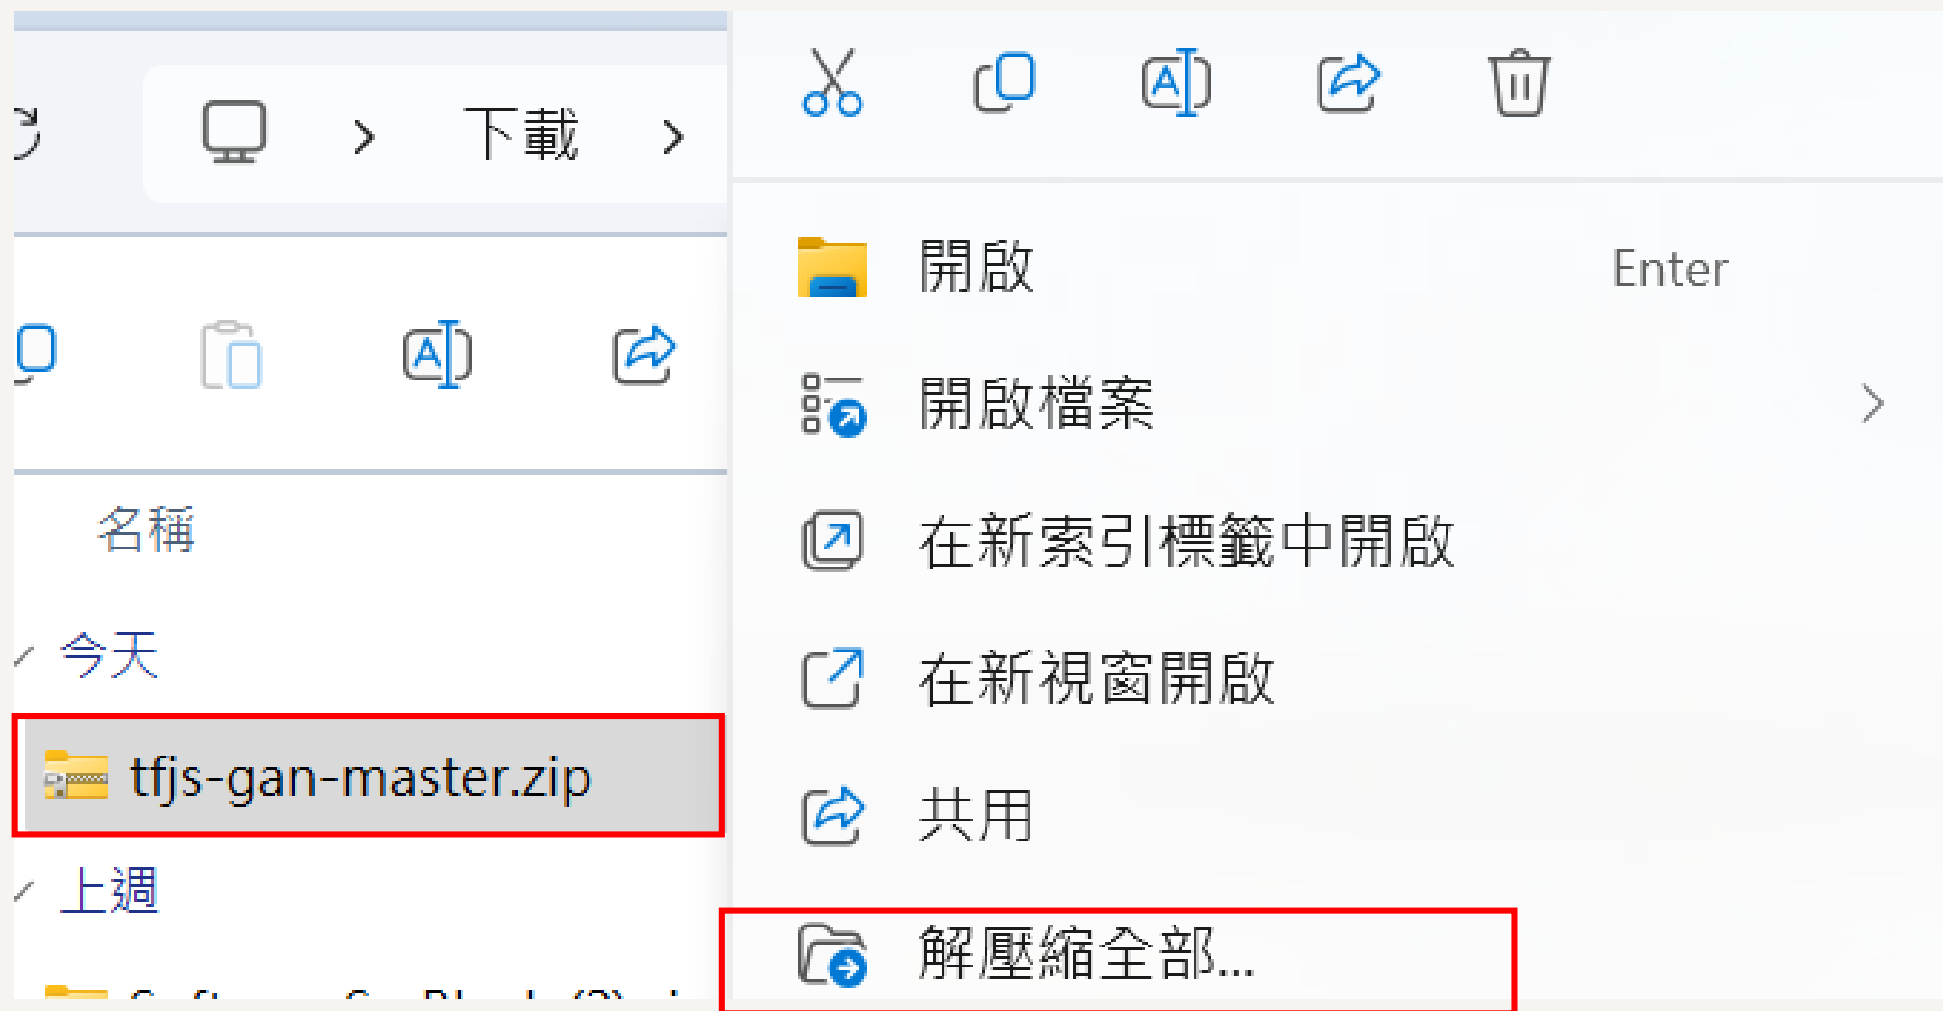 下載
名稱
今天
tfjs-gan-master.zip
上週
開啟 Enter
開啟檔案
在新索引標籤中開啟
在新視窗開啟
共用
解壓縮全部...